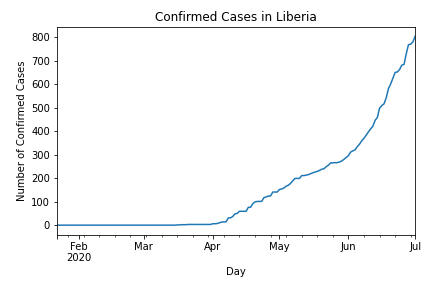 Confirmed Cases in Liberia
Number of Confirmed Cases
800
700
600
500
400
300
200
100
0
Feb Mar Apr May Jun Jul
2020
Day